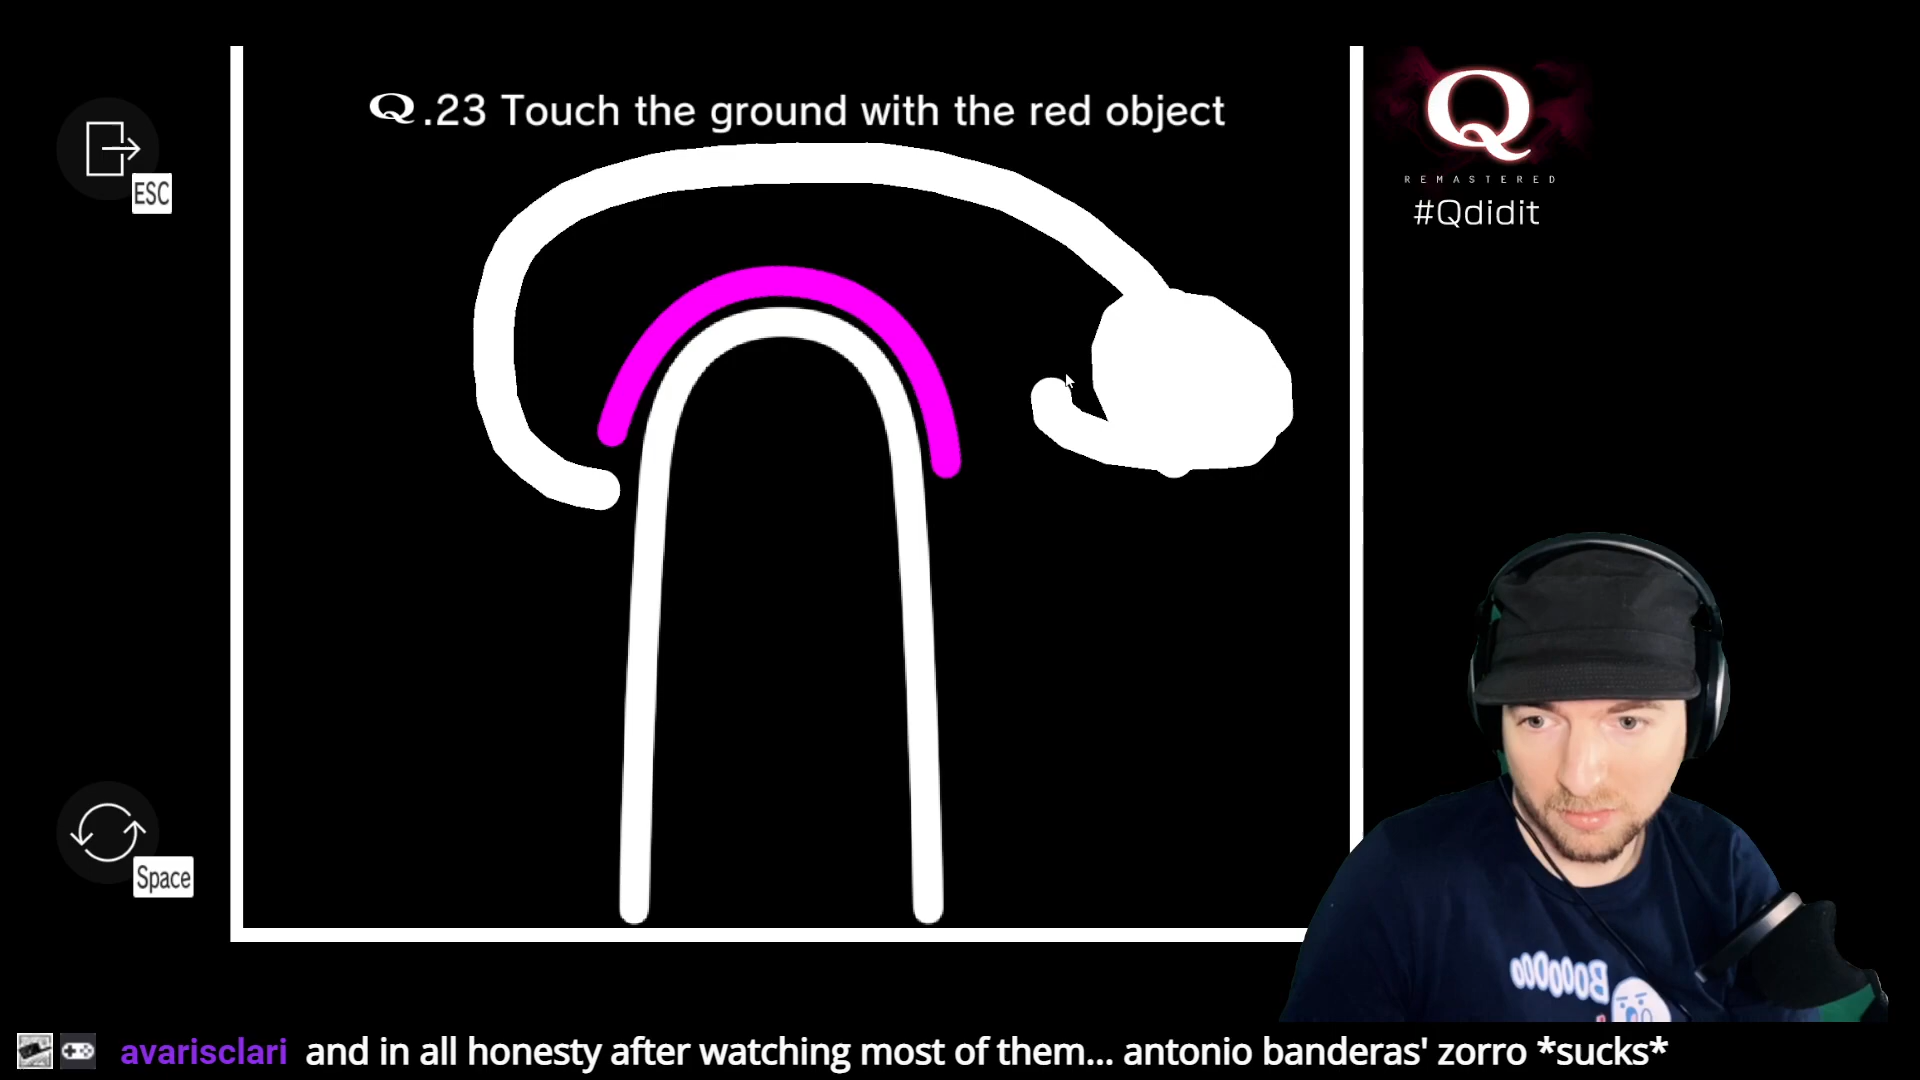 Q.23 Touch the ground with the red object
ESC
Q
REMASTERED
#Qdidit
Space
BoooOoo
avarisclari and in all honesty after watching most of them... antonio banderas' zorro *sucks*